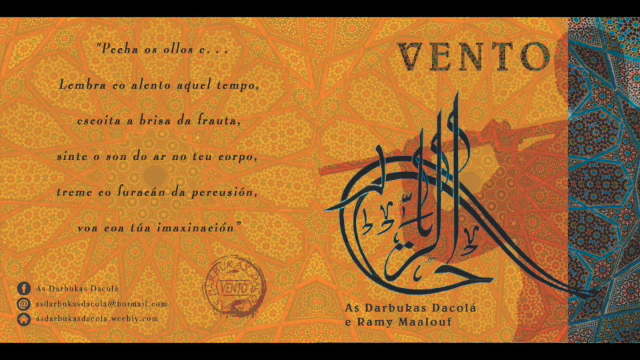 "Pecha os ollos e. . .
Lembra co alento aquel tempo,
escoita a brisa da frauta,
sinte o son do ar no teu corpo,
treme co furacán da percusión,
voa coa túa imaxinación"
As Darbukas Dacolá
asdarbukasdacola@hotmail.com
asdarbukasdacola.weebly.com
VENTO
VENTO
الرياح
As Darbukas Dacolá
e Ramy Maalouf